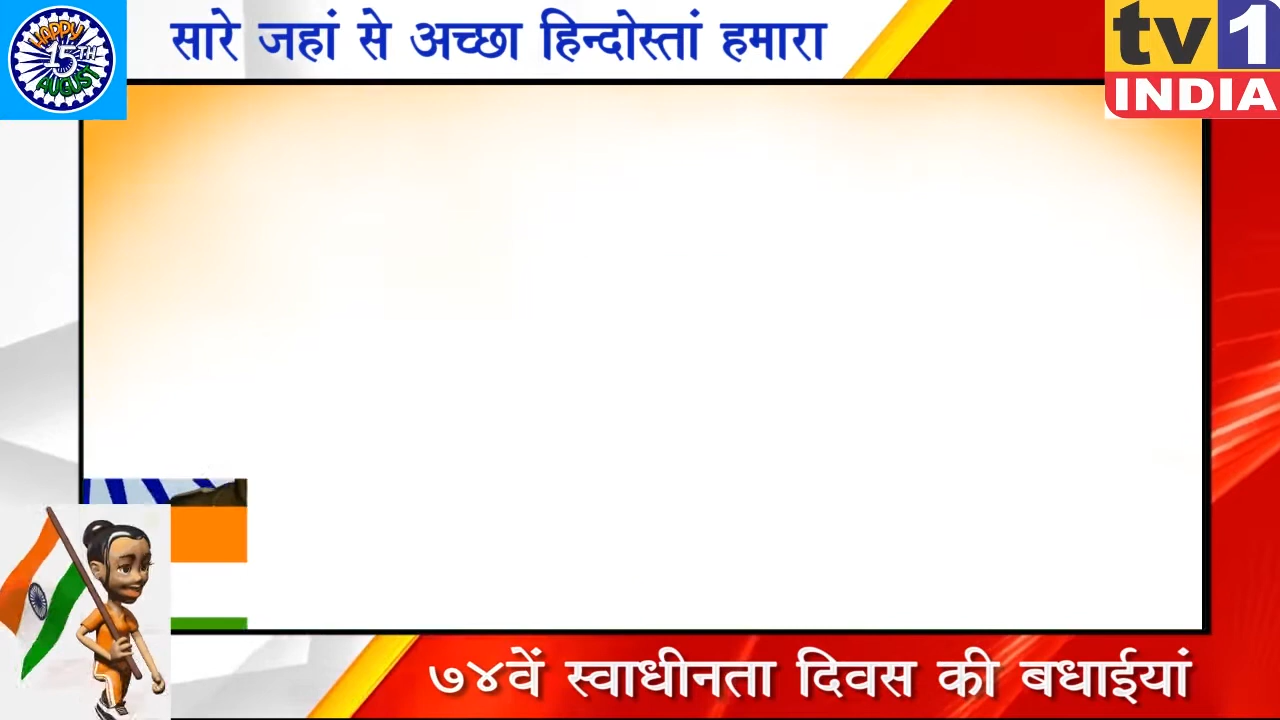 HAPPY
15TH
AUGUST
सारे जहां से अच्छा हिन्दोस्तां हमारा
tv1
INDIA
७४वें स्वाधीनता दिवस की बधाईयां